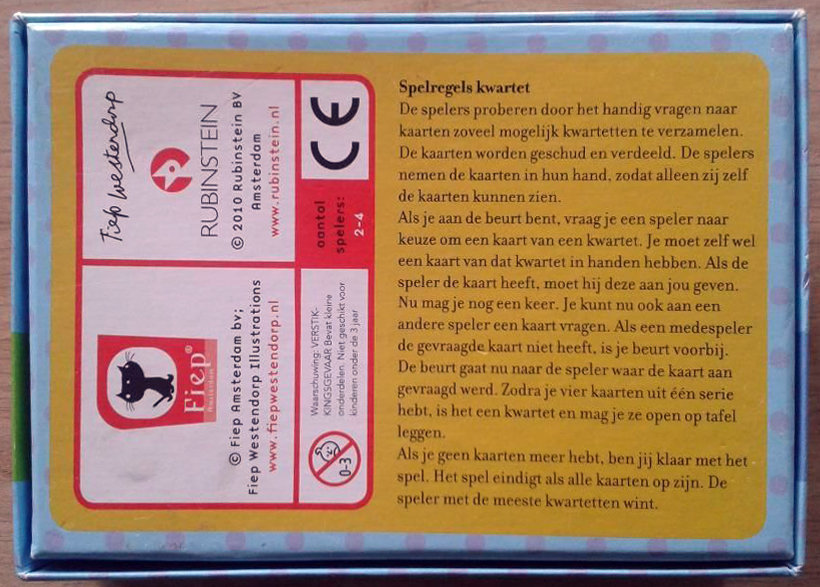 Spelregels kwartet
De spelers proberen door het handig vragen naar
kaarten zoveel mogelijk kwartetten te verzamelen.
De kaarten worden geschud en verdeeld. De spelers
nemen de kaarten in hun hand, zodat alleen zij zelf
de kaarten kunnen zien.
Als je aan de beurt bent, vraag je een speler naar
keuze om een kaart van een kwartet. Je moet zelf wel
een kaart van dat kwartet in handen hebben. Als de
speler de kaart heeft, moet hij deze aan jou geven.
Nu mag je nog een keer. Je kunt nu ook aan een
andere speler een kaart vragen. Als een medespeler
de gevraagde kaart niet heeft, is je beurt voorbij.
De beurt gaat nu naar de speler waar de kaart aan
gevraagd werd. Zodra je vier kaarten uit één serie
hebt, is het een kwartet en mag je ze open op tafel
leggen.
Als je geen kaarten meer hebt, ben jij klaar met het
spel. Het spel eindigt als alle kaarten op zijn. De
speler met de meeste kwartetten wint.
Fiep®
Amsterdam
© Fiep Amsterdam bv;
Fiep Westendorp Illustrations
www.fiepwestendorp.nl
Fiep Westendorp
RUBINSTEIN
© 2010 Rubinstein BV
Amsterdam
www.rubinstein.nl
0-3
Waarschuwing: VERSTIK-
KINGSGEVAAR Bevat kleine
onderdelen. Niet geschikt voor
kinderen onder de 3 jaar
aantal
spelers:
2-4
CE